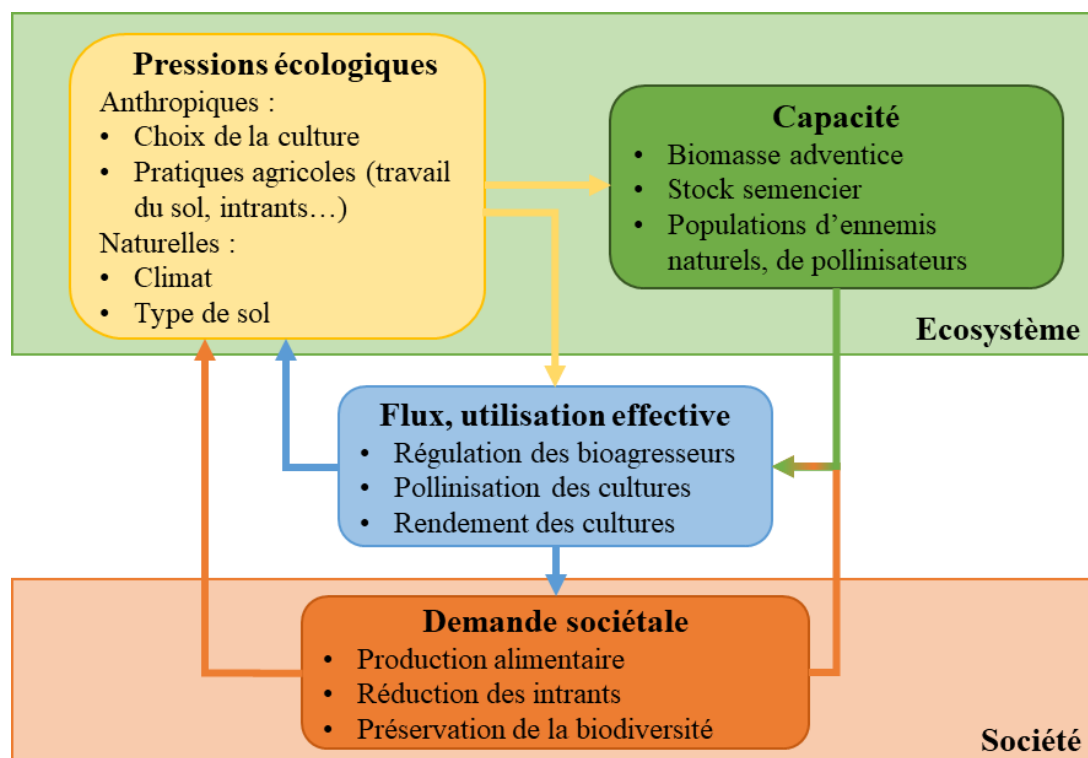 Pressions écologiques
Anthropiques :
• Choix de la culture
• Pratiques agricoles (travail
du sol, intrants…)
Naturelles :
• Climat
• Type de sol
Capacité
• Biomasse adventice
• Stock semencier
• Populations d’ennemis
naturels, de pollinisateurs
Ecosystème
Flux, utilisation effective
• Régulation des bioagresseurs
• Pollinisation des cultures
• Rendement des cultures
Demande sociétale
• Production alimentaire
• Réduction des intrants
• Préservation de la biodiversité
Société